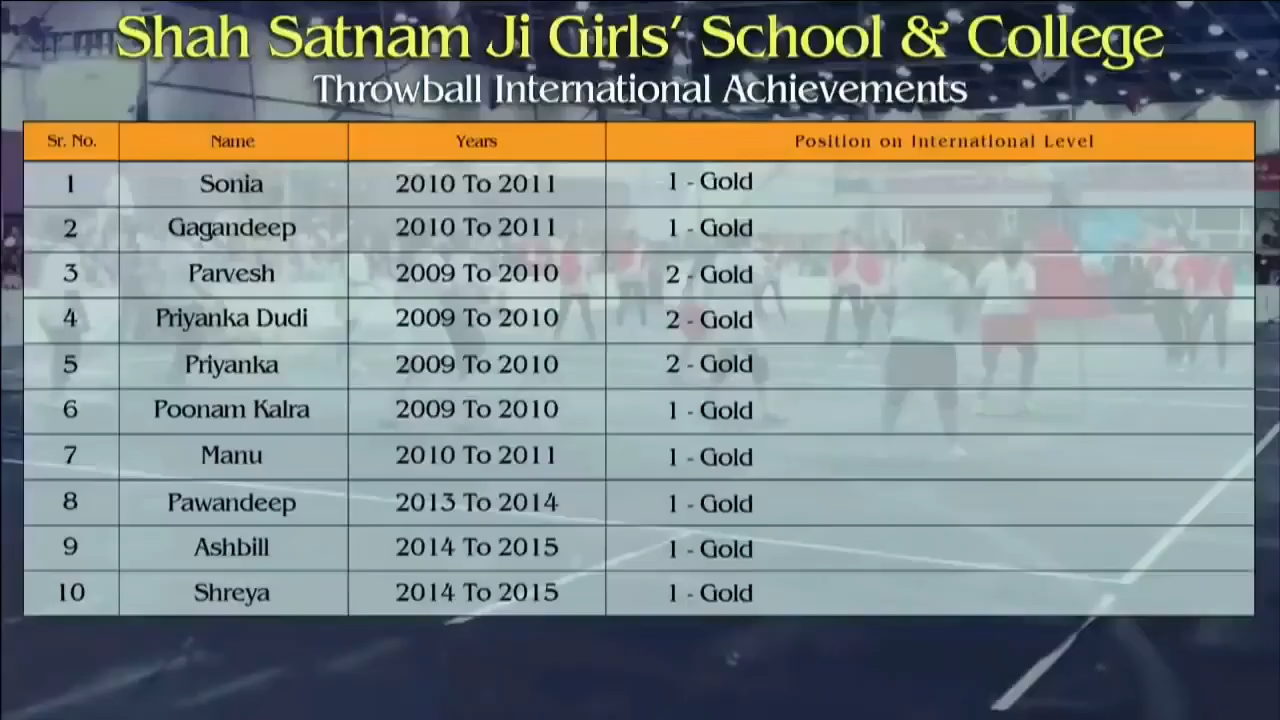 Shah Satnam Ji Girls' School & College
Throwball International Achievements
Sr. No. Name Years Position on International Level
1 Sonia 2010 To 2011 1 - Gold
2 Gagandeep 2010 To 2011 1 - Gold
3 Parvesh 2009 To 2010 2 - Gold
4 Priyanka Dudi 2009 To 2010 2 - Gold
5 Priyanka 2009 To 2010 2 - Gold
6 Poonam Kalra 2009 To 2010 1 - Gold
7 Manu 2010 To 2011 1 - Gold
8 Pawandeep 2013 To 2014 1 - Gold
9 Ashbill 2014 To 2015 1 - Gold
10 Shreya 2014 To 2015 1 - Gold